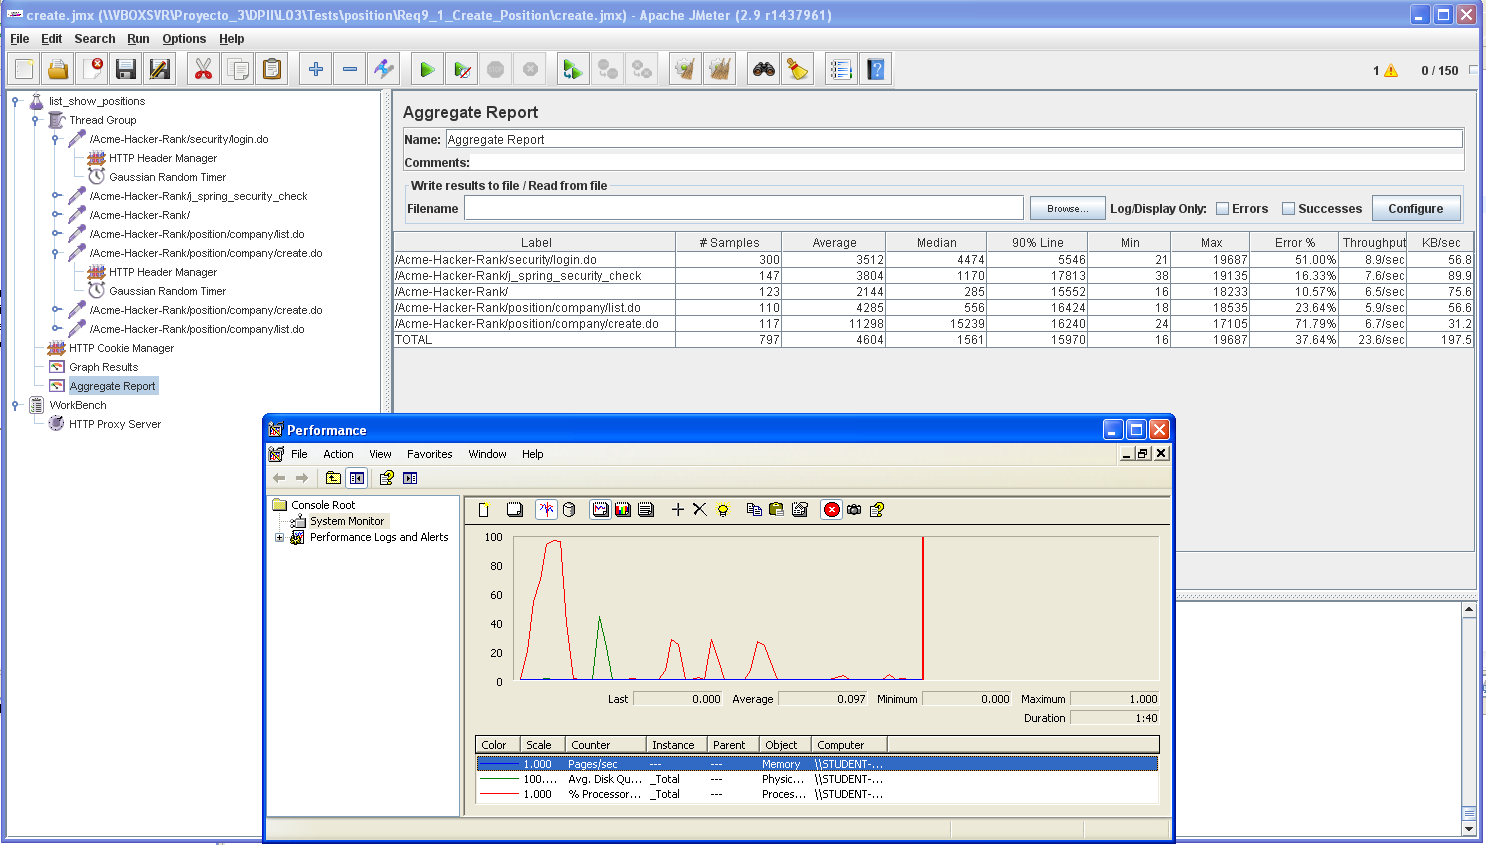 create.jmx (\\VBOXSVR\Proyecto_3\DPII\L03\Tests\position\Req9_1_Create_Position\create.jmx) - Apache JMeter (2.9 r1437961)
File Edit Search Run Options Help
1 0 / 150
list_show_positions
Thread Group
/Acme-Hacker-Rank/security/login.do
HTTP Header Manager
Gaussian Random Timer
/Acme-Hacker-Rank/j_spring_security_check
/Acme-Hacker-Rank/
/Acme-Hacker-Rank/position/company/list.do
/Acme-Hacker-Rank/position/company/create.do
HTTP Header Manager
Gaussian Random Timer
/Acme-Hacker-Rank/position/company/create.do
/Acme-Hacker-Rank/position/company/list.do
HTTP Cookie Manager
Graph Results
Aggregate Report
WorkBench
HTTP Proxy Server
Aggregate Report
Name: Aggregate Report
Comments:
Write results to file / Read from file
Filename Browse... Log/Display Only: Errors Successes Configure
Label # Samples Average Median 90% Line Min Max Error % Throughput KB/sec
/Acme-Hacker-Rank/security/login.do 300 3512 4474 5546 21 19687 51.00% 8.9/sec 56.8
/Acme-Hacker-Rank/j_spring_security_check 147 3804 1170 17813 38 19135 16.33% 7.6/sec 89.9
/Acme-Hacker-Rank/ 123 2144 285 15552 16 18233 10.57% 6.5/sec 75.6
/Acme-Hacker-Rank/position/company/list.do 110 4285 556 16424 18 18535 23.64% 5.9/sec 56.6
/Acme-Hacker-Rank/position/company/create.do 117 11298 15239 16240 24 17105 71.79% 6.7/sec 31.2
TOTAL 797 4604 1561 15970 16 19687 37.64% 23.6/sec 197.5
Performance
File Action View Favorites Window Help
Console Root
System Monitor
Performance Logs and Alerts
100
80
60
40
20
0
Last 0.000 Average 0.097 Minimum 0.000 Maximum 1.000
Duration 1:40
Color Scale Counter Instance Parent Object Computer
1.000 Pages/sec --- --- Memory \\STUDENT-...
100.... Avg. Disk Qu... _Total --- Physic... \\STUDENT-...
1.000 % Processor... _Total --- Proces... \\STUDENT-...